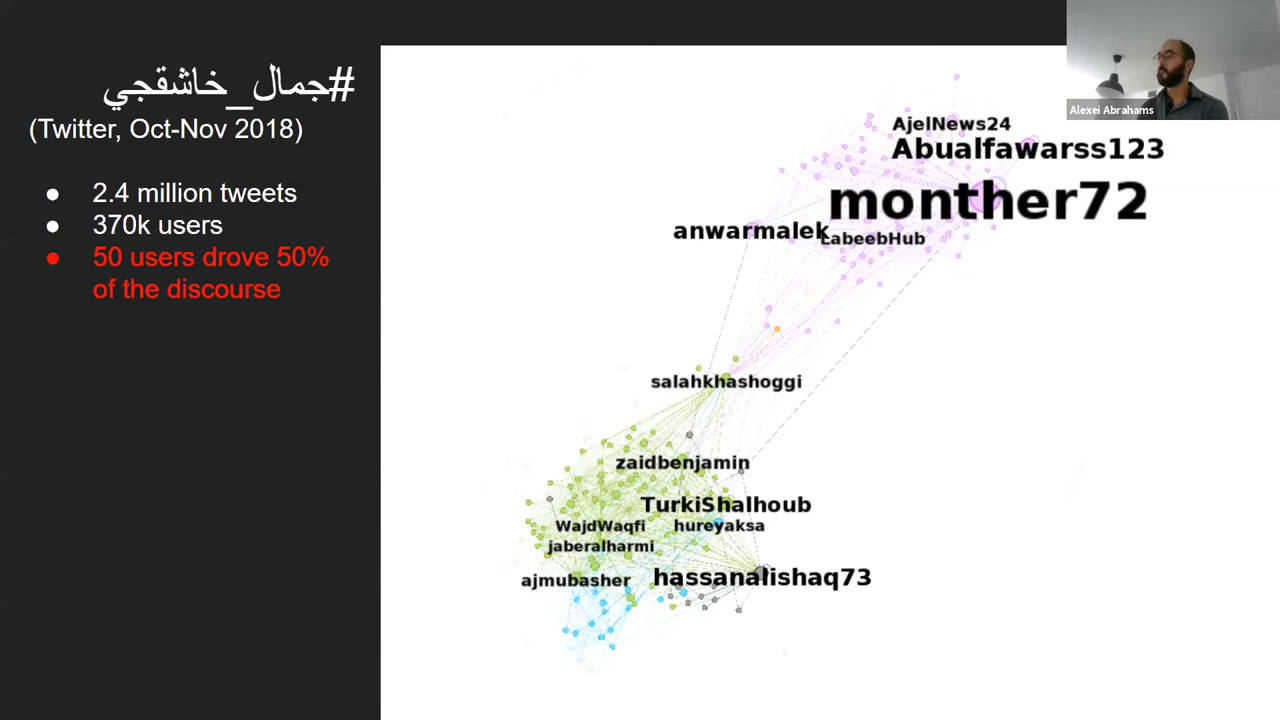 #جمال_خاشقجي
(Twitter, Oct-Nov 2018)
● 2.4 million tweets
● 370k users
● 50 users drove 50%
of the discourse
Alexei Abrahams
AjelNews24
Abualfawarss123
monther72
anwarmalek
LabeebHub
salahkhashoggi
zaidbenjamin
TurkiShalhoub
WajdWaqfi
hureyaksa
jaberalharmi
ajmubasher
hassanalishaq73